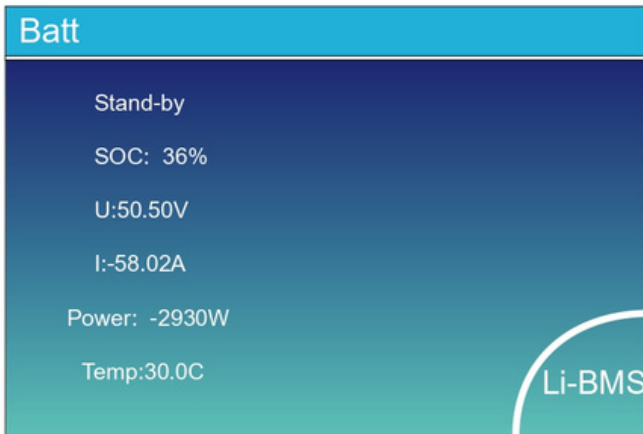 Batt
Stand-by
SOC: 36%
U:50.50V
I:-58.02A
Power: -2930W
Temp:30.0C
Li-BMS